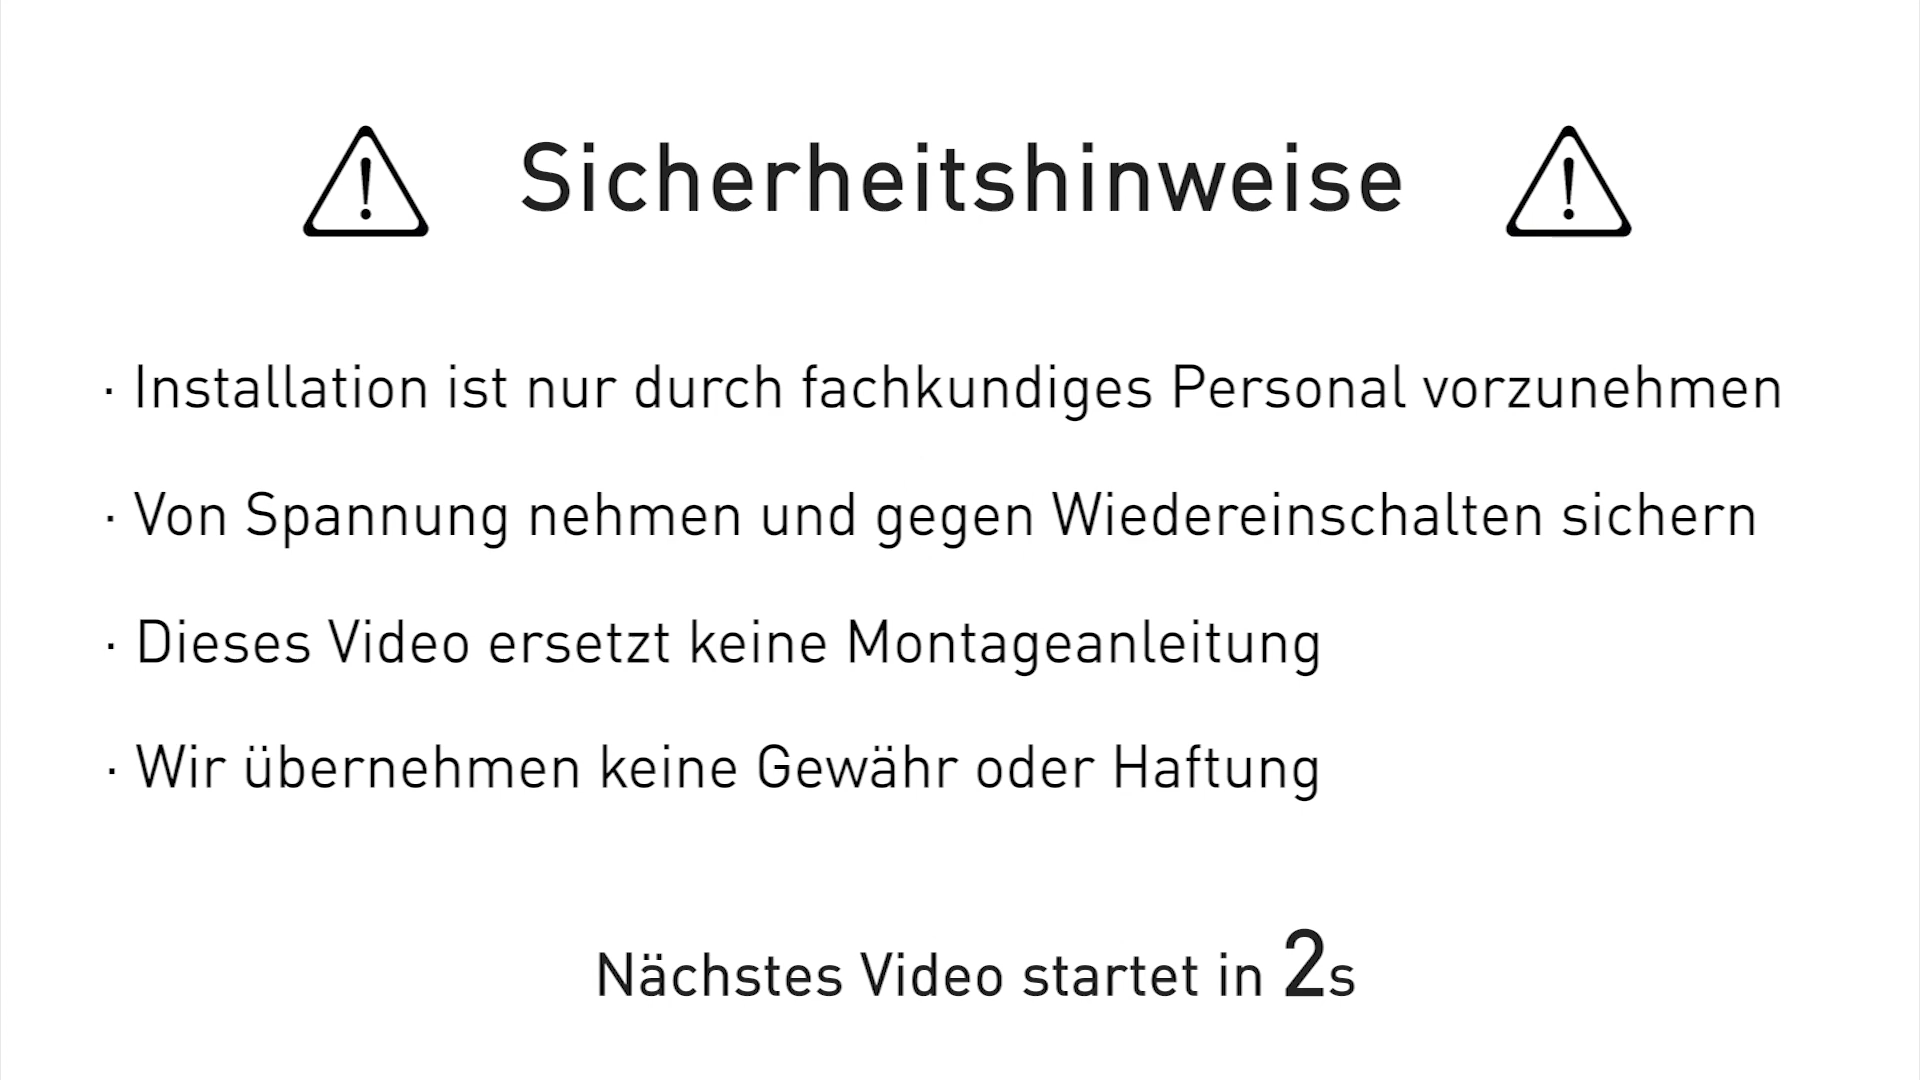 Sicherheitshinweise
· Installation ist nur durch fachkundiges Personal vorzunehmen
· Von Spannung nehmen und gegen Wiedereinschalten sichern
· Dieses Video ersetzt keine Montageanleitung
· Wir übernehmen keine Gewähr oder Haftung
Nächstes Video startet in 2s